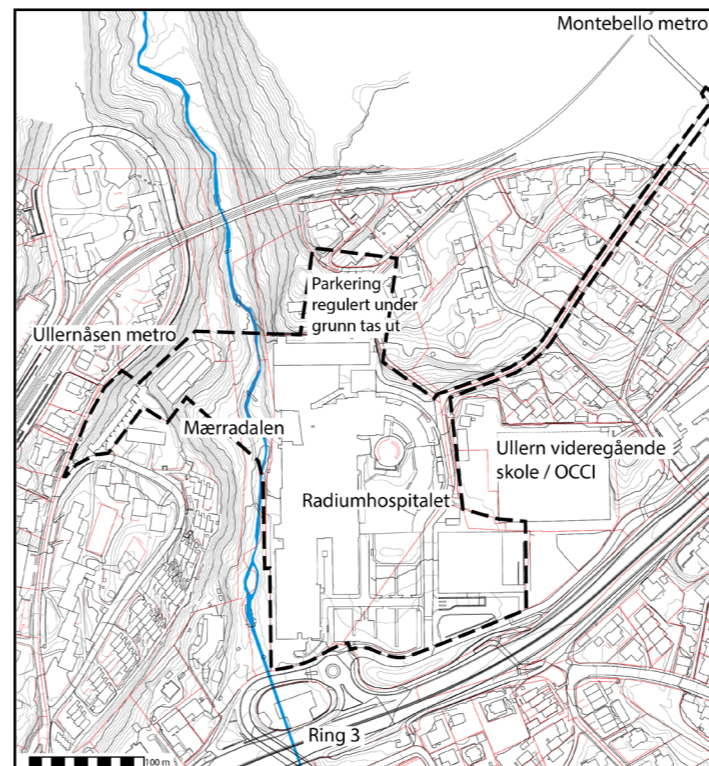 Montebello metro
Parkering
regulert under
grunn tas ut
Ullernåsen metro
Mærradalen
Ullern videregående
skole / OCCI
Radiumhospitalet
Ring 3
100 m